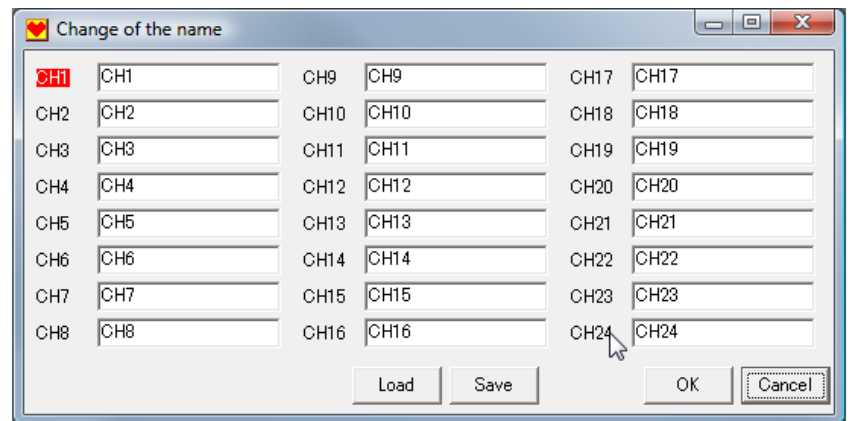 Change of the name
CH1 CH1 CH9 CH9 CH17 CH17
CH2 CH2 CH10 CH10 CH18 CH18
CH3 CH3 CH11 CH11 CH19 CH19
CH4 CH4 CH12 CH12 CH20 CH20
CH5 CH5 CH13 CH13 CH21 CH21
CH6 CH6 CH14 CH14 CH22 CH22
CH7 CH7 CH15 CH15 CH23 CH23
CH8 CH8 CH16 CH16 CH24 CH24
Load Save OK Cancel